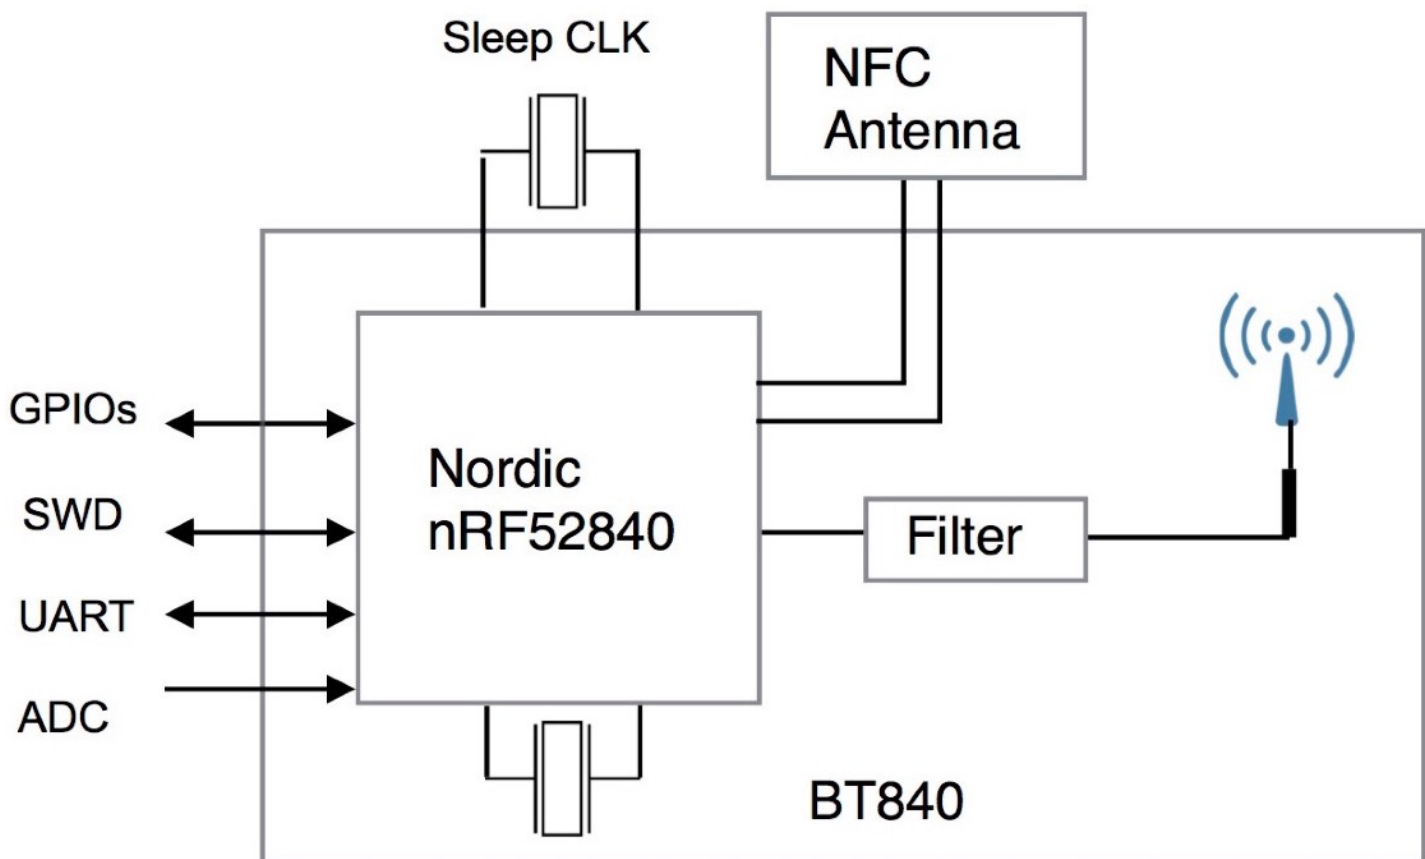 Sleep CLK
NFC
Antenna
GPIOs
SWD
UART
ADC
Nordic
nRF52840
Filter
BT840